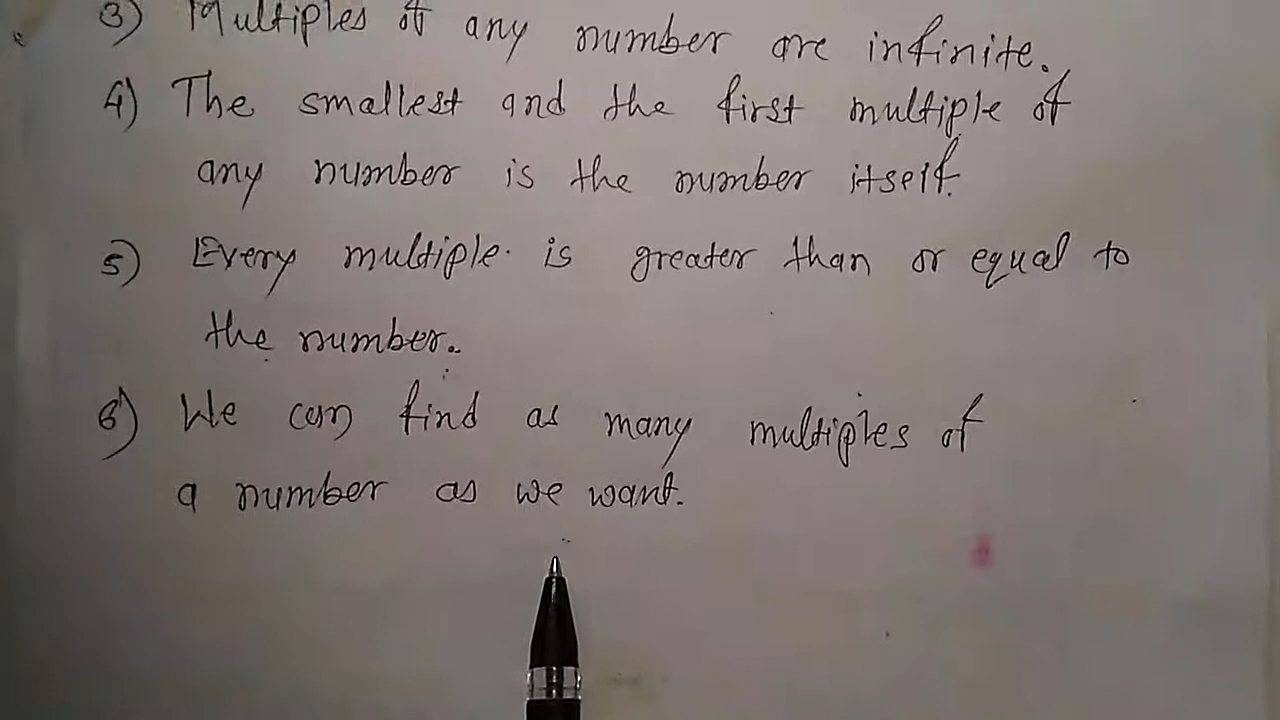 3) Multiples of any number are infinite.
4) The smallest and the first multiple of
any number is the number itself.
5) Every multiple is greater than or equal to
the number.
6) We can find as many multiples of
a number as we want.